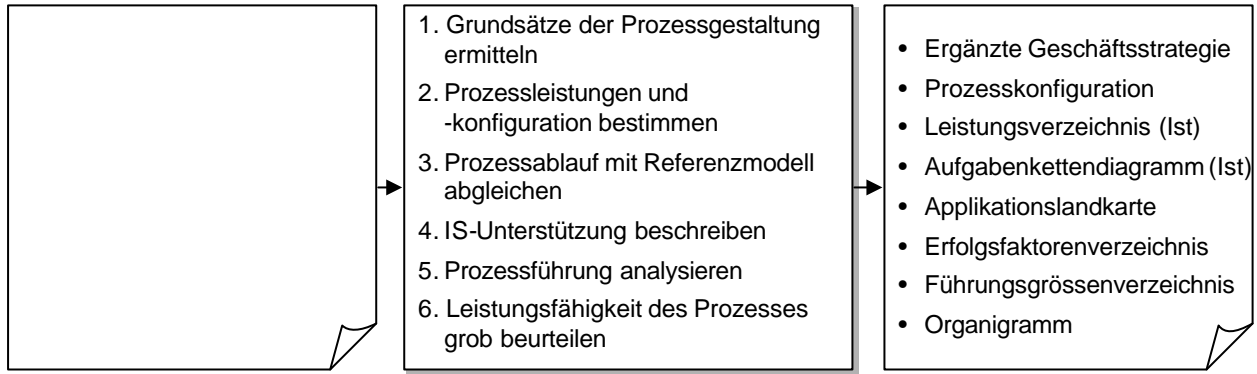 1. Grundsätze der Prozessgestaltung
ermitteln
2. Prozessleistungen und
-konfiguration bestimmen
3. Prozessablauf mit Referenzmodell
abgleichen
4. IS-Unterstützung beschreiben
5. Prozessführung analysieren
6. Leistungsfähigkeit des Prozesses
grob beurteilen
• Ergänzte Geschäftsstrategie
• Prozesskonfiguration
• Leistungsverzeichnis (Ist)
• Aufgabenkettendiagramm (Ist)
• Applikationslandkarte
• Erfolgsfaktorenverzeichnis
• Führungsgrössenverzeichnis
• Organigramm